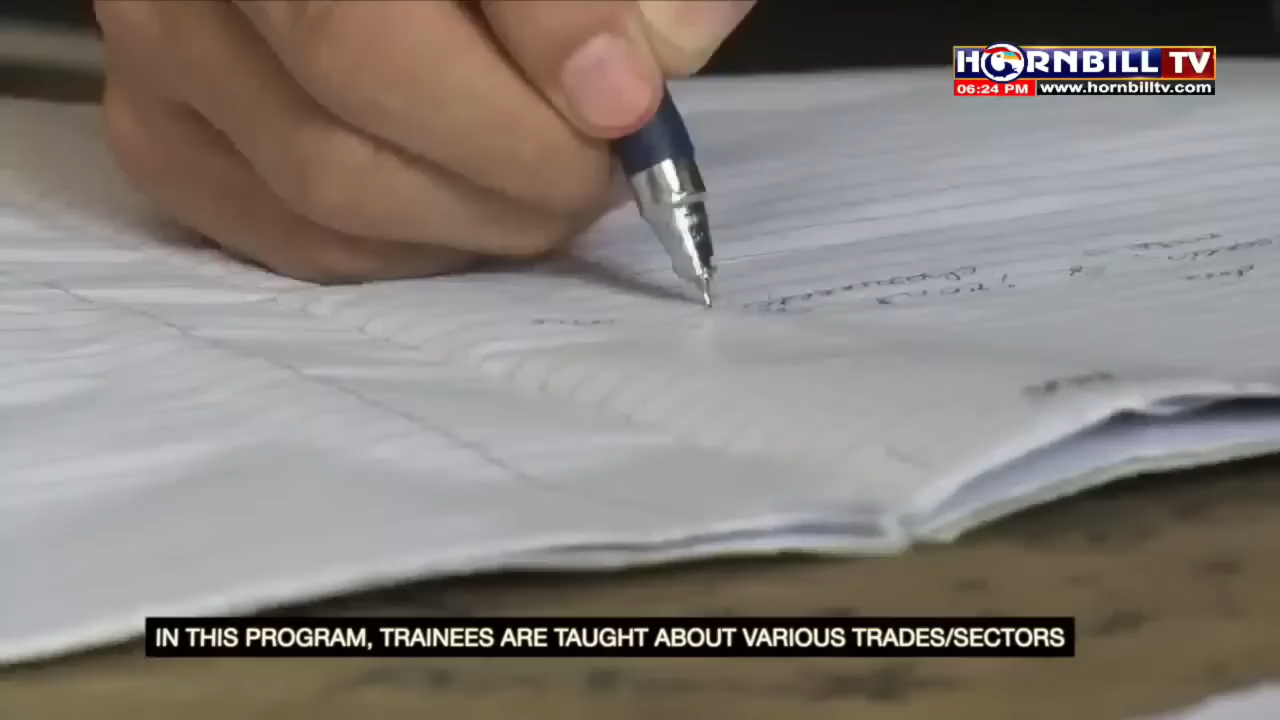 HORNBILL TV
06:24 PM www.hornbilltv.com
IN THIS PROGRAM, TRAINEES ARE TAUGHT ABOUT VARIOUS TRADES/SECTORS